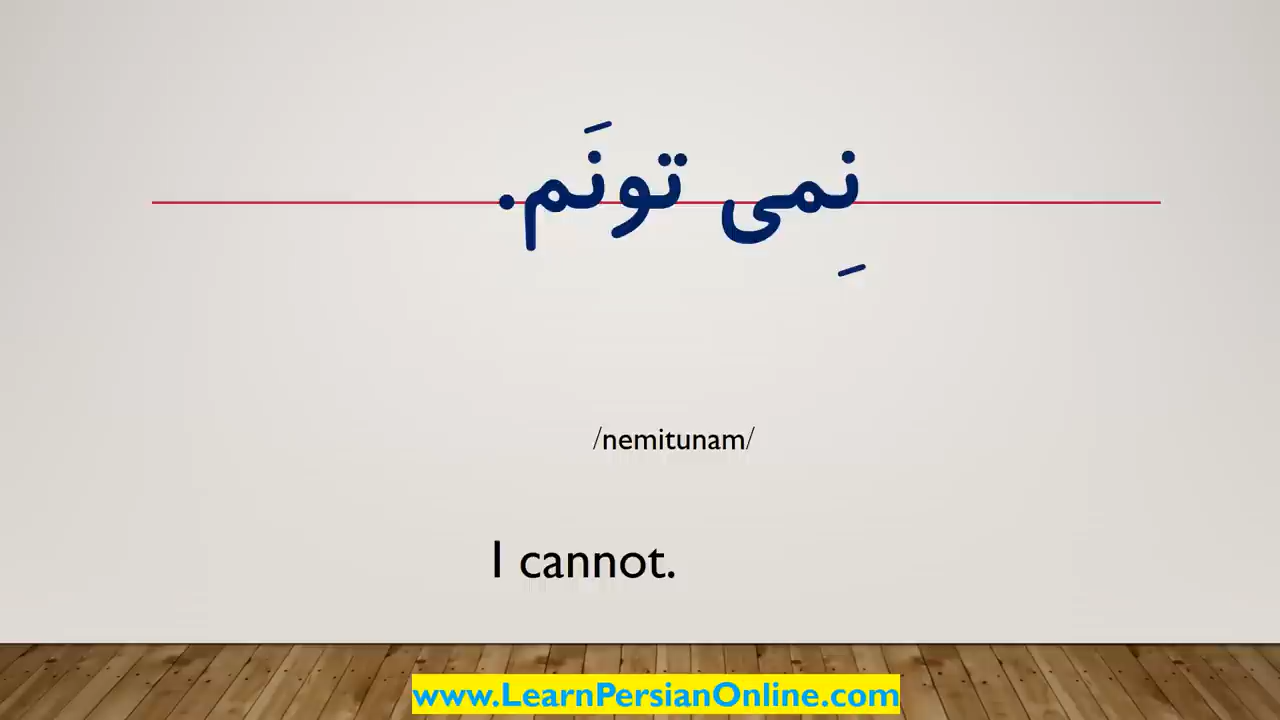 نِمی تونَم.
/nemitunam/
I cannot.
www.LearnPersianOnline.com